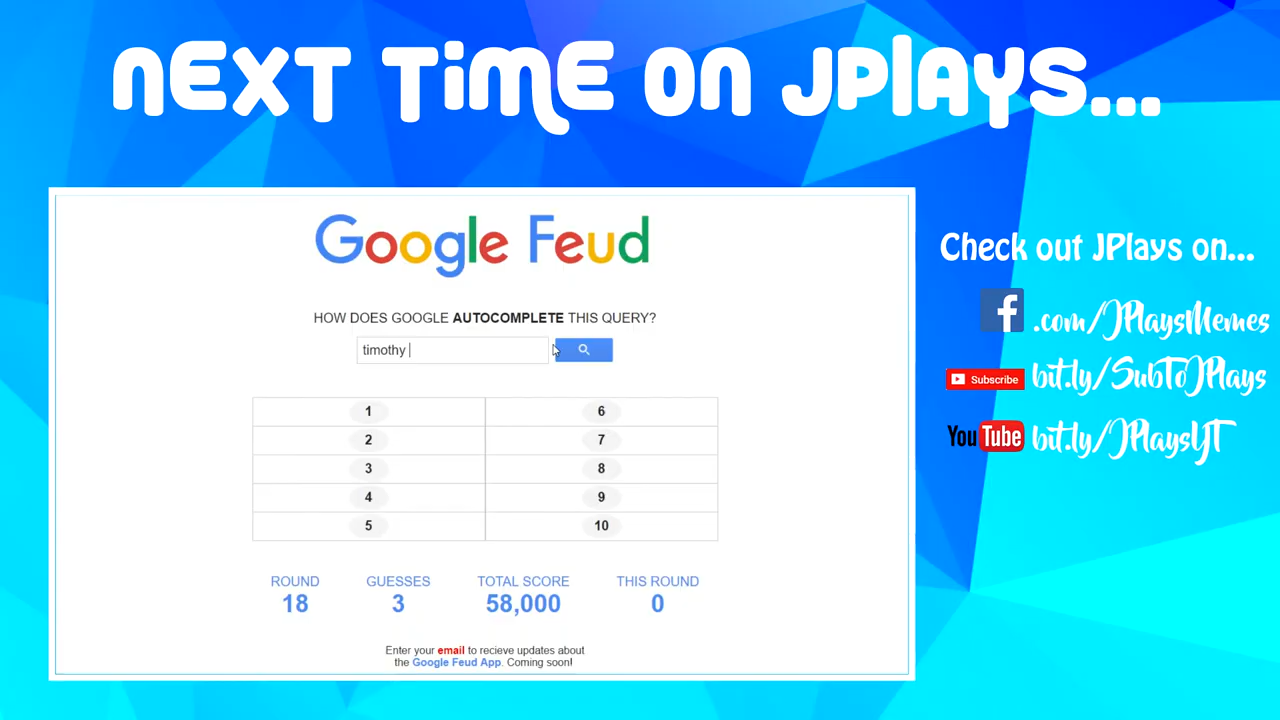 NEXT TIME ON JPLAYS...
Google Feud
HOW DOES GOOGLE AUTOCOMPLETE THIS QUERY?
timothy
1 6
2 7
3 8
4 9
5 10
ROUND GUESSES TOTAL SCORE THIS ROUND
18 3 58,000 0
Enter your email to recieve updates about
the Google Feud App. Coming soon!
Check out JPlays on...
f .com/JPlaysMemes
Subscribe bit.ly/SubToJPlays
YouTube bit.ly/JPlaysYT